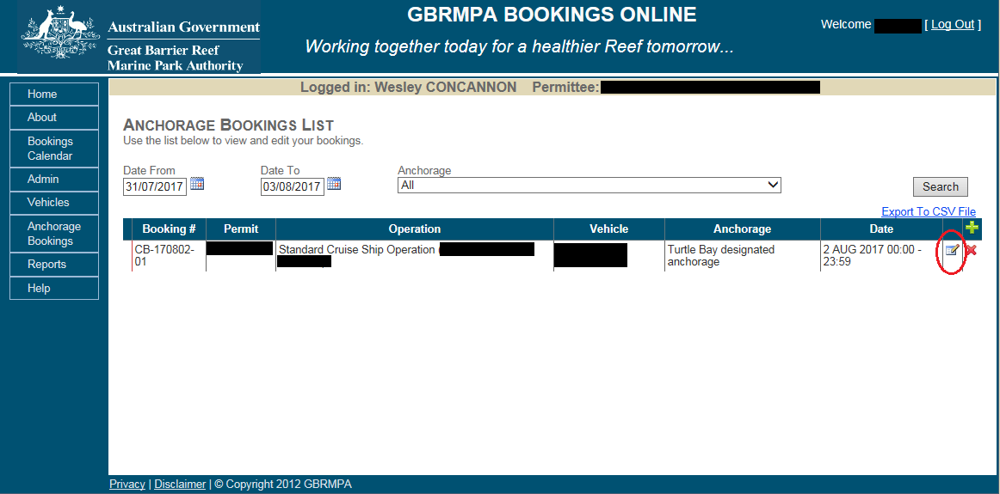 Australian Government
Great Barrier Reef
Marine Park Authority
GBRMPA BOOKINGS ONLINE
Working together today for a healthier Reef tomorrow...
Welcome [ Log Out ]
Logged in: Wesley CONCANNON Permittee:
Home
About
Bookings
Calendar
Admin
Vehicles
Anchorage
Bookings
Reports
Help
ANCHORAGE BOOKINGS LIST
Use the list below to view and edit your bookings.
Date From Date To Anchorage
31/07/2017 03/08/2017 All Search
Export To CSV File
Booking # Permit Operation Vehicle Anchorage Date
CB-170802- Standard Cruise Ship Operation ( Turtle Bay designated 2 AUG 2017 00:00 -
01 anchorage 23:59
Privacy | Disclaimer | © Copyright 2012 GBRMPA